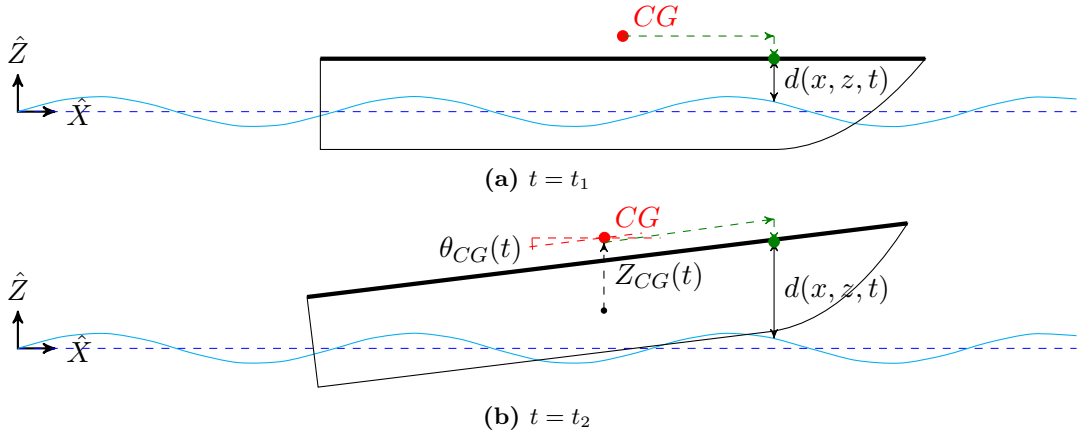 CG
Ẑ
d(x, z, t)
X̂
(a) t = t₁
CG
θ_CG(t)
Z_CG(t)
Ẑ
d(x, z, t)
X̂
(b) t = t₂